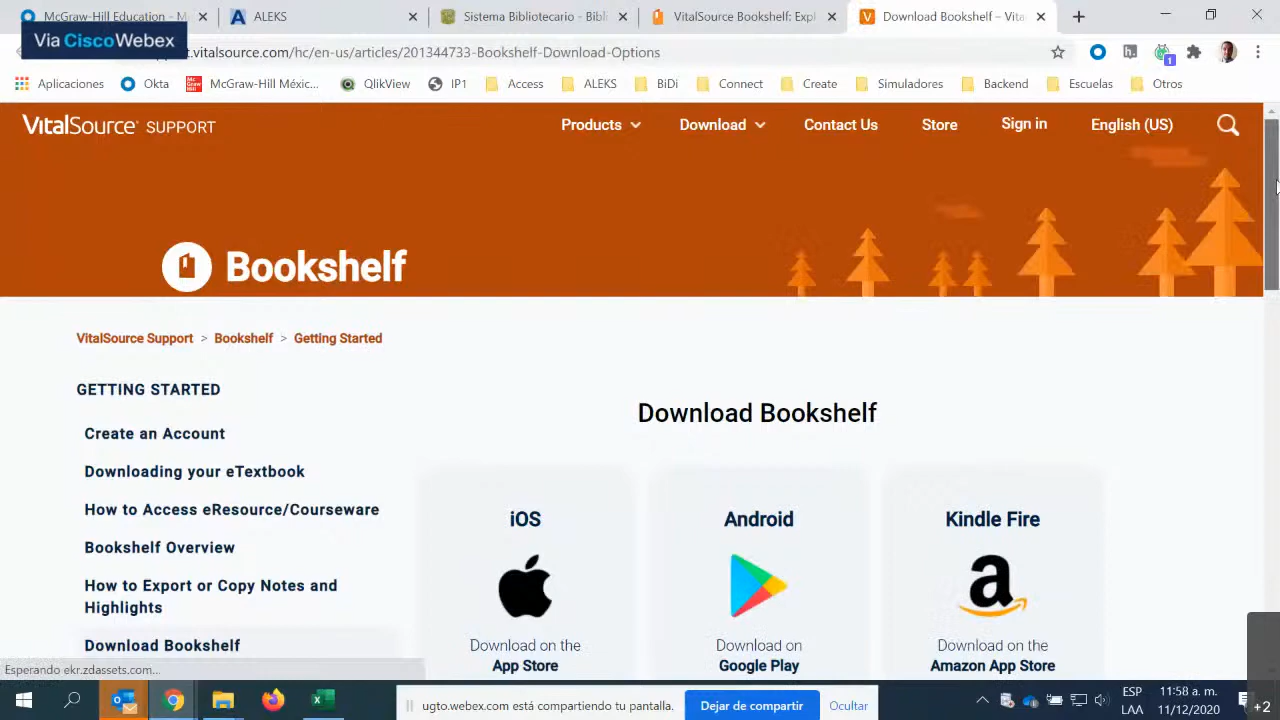 McGraw-Hill Education - M
ALEKS
Sistema Bibliotecario - Bibl
VitalSource Bookshelf Expl
Download Bookshelf – Vita
Via CiscoWebex
.vitalsource.com/hc/en-us/articles/201344733-Bookshelf-Download-Options
Aplicaciones
Okta
McGraw-Hill Méxic...
QlikView
IP1
Access
ALEKS
BiDi
Connect
Create
Simuladores
Backend
Escuelas
Otros
VitalSource SUPPORT
Products
Download
Contact Us
Store
Sign in
English (US)
Bookshelf
VitalSource Support > Bookshelf > Getting Started
GETTING STARTED
Create an Account
Downloading your eTextbook
How to Access eResource/Courseware
Bookshelf Overview
How to Export or Copy Notes and
Highlights
Download Bookshelf
Download Bookshelf
iOS
Download on the
App Store
Android
Download on
Google Play
Kindle Fire
Download on the
Amazon App Store
Esperando ekr.zdassets.com...
ugto.webex.com está compartiendo tu pantalla.
Dejar de compartir
Ocultar
ESP
LAA
11:58 a. m.
11/12/2020
+2